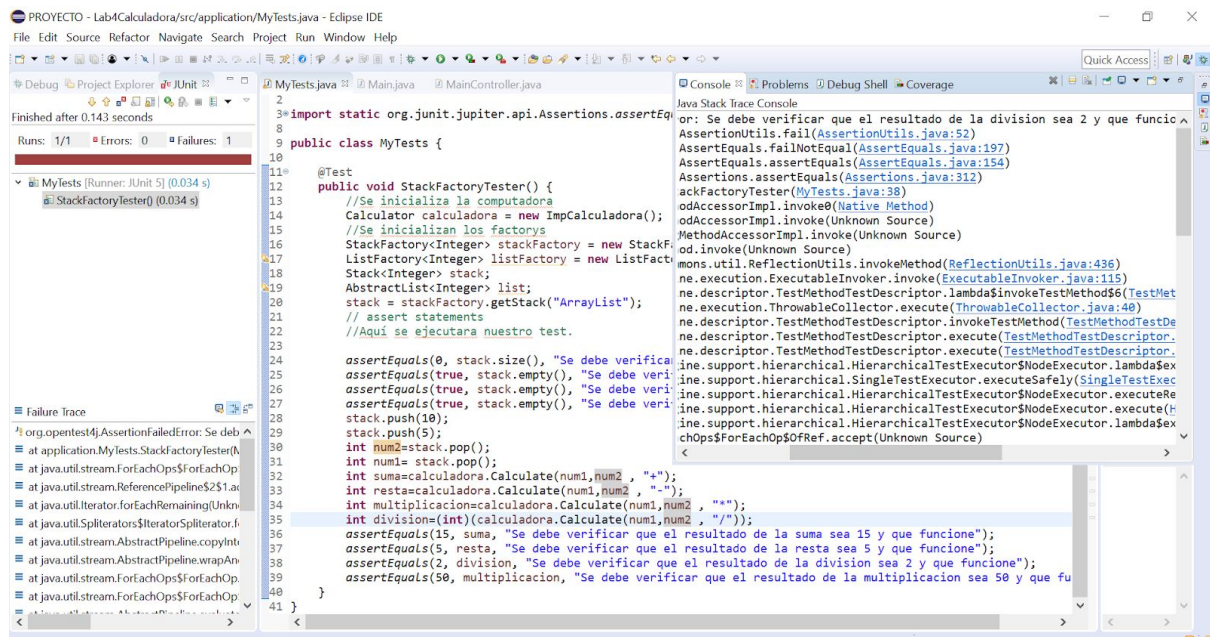 PROYECTO - Lab4Calculadora/src/application/MyTests.java - Eclipse IDE
File Edit Source Refactor Navigate Search Project Run Window Help
Quick Access
Debug Project Explorer JUnit
Finished after 0.143 seconds
Runs: 1/1 Errors: 0 Failures: 1
MyTests [Runner: JUnit 5] (0.034 s)
StackFactoryTester() (0.034 s)
Failure Trace
org.opentest4j.AssertionFailedError: Se deb
at application.MyTests.StackFactoryTester(M
at java.util.stream.ForEachOps$ForEachOp
at java.util.stream.ReferencePipeline$2$1.ac
at java.util.Iterator.forEachRemaining(Unkn
at java.util.Spliterators$IteratorSpliterator.f
at java.util.stream.AbstractPipeline.copyInt
at java.util.stream.AbstractPipeline.wrapAn
at java.util.stream.ForEachOps$ForEachOp.
at java.util.stream.ForEachOps$ForEachOp
MyTests.java Main.java MainController.java
2
3 import static org.junit.jupiter.api.Assertions.assertEq
8
9 public class MyTests {
10
11 @Test
12 public void StackFactoryTester() {
13 //Se inicializa la computadora
14 Calculator calculadora = new ImpCalculadora();
15 //Se inicializan los factorys
16 StackFactory<Integer> stackFactory = new StackF
17 ListFactory<Integer> listFactory = new ListFact
18 Stack<Integer> stack;
19 AbstractList<Integer> list;
20 stack = stackFactory.getStack("ArrayList");
21 // assert statements
22 //Aquí se ejecutara nuestro test.
23
24 assertEquals(0, stack.size(), "Se debe verifica
25 assertEquals(true, stack.empty(), "Se debe veri
26 assertEquals(true, stack.empty(), "Se debe veri
27 assertEquals(true, stack.empty(), "Se debe veri
28 stack.push(10);
29 stack.push(5);
30 int num2=stack.pop();
31 int num1= stack.pop();
32 int suma=calculadora.Calculate(num1,num2 , "+");
33 int resta=calculadora.Calculate(num1,num2 , "-");
34 int multiplicacion=calculadora.Calculate(num1,num2 , "*");
35 int division=(int)(calculadora.Calculate(num1,num2 , "/"));
36 assertEquals(15, suma, "Se debe verificar que el resultado de la suma sea 15 y que funcione");
37 assertEquals(5, resta, "Se debe verificar que el resultado de la resta sea 5 y que funcione");
38 assertEquals(2, division, "Se debe verificar que el resultado de la division sea 2 y que funcione");
39 assertEquals(50, multiplicacion, "Se debe verificar que el resultado de la multiplicacion sea 50 y que fu
40 }
41 }
Console Problems Debug Shell Coverage
Java Stack Trace Console
or: Se debe verificar que el resultado de la division sea 2 y que funcio
AssertionUtils.fail(AssertionUtils.java:52)
AssertEquals.failNotEqual(AssertEquals.java:197)
AssertEquals.assertEquals(AssertEquals.java:154)
Assertions.assertEquals(Assertions.java:312)
ackFactoryTester(MyTests.java:38)
odAccessorImpl.invoke0(Native Method)
odAccessorImpl.invoke(Unknown Source)
MethodAccessorImpl.invoke(Unknown Source)
od.invoke(Unknown Source)
mmons.util.ReflectionUtils.invokeMethod(ReflectionUtils.java:436)
ne.execution.ExecutableInvoker.invoke(ExecutableInvoker.java:115)
ne.descriptor.TestMethodTestDescriptor.lambda$invokeTestMethod$6(TestMet
ne.execution.ThrowableCollector.execute(ThrowableCollector.java:40)
ne.descriptor.TestMethodTestDescriptor.invokeTestMethod(TestMethodTestDe
ne.descriptor.TestMethodTestDescriptor.execute(TestMethodTestDescriptor.
ne.descriptor.TestMethodTestDescriptor.execute(TestMethodTestDescriptor.
ine.support.hierarchical.HierarchicalTestExecutor$NodeExecutor.lambda$ex
ine.support.hierarchical.SingleTestExecutor.executeSafely(SingleTestExec
ine.support.hierarchical.HierarchicalTestExecutor$NodeExecutor.executeRe
ine.support.hierarchical.HierarchicalTestExecutor$NodeExecutor.execute(H
ine.support.hierarchical.HierarchicalTestExecutor$NodeExecutor.lambda$ex
chOps$ForEachOp$OfRef.accept(Unknown Source)